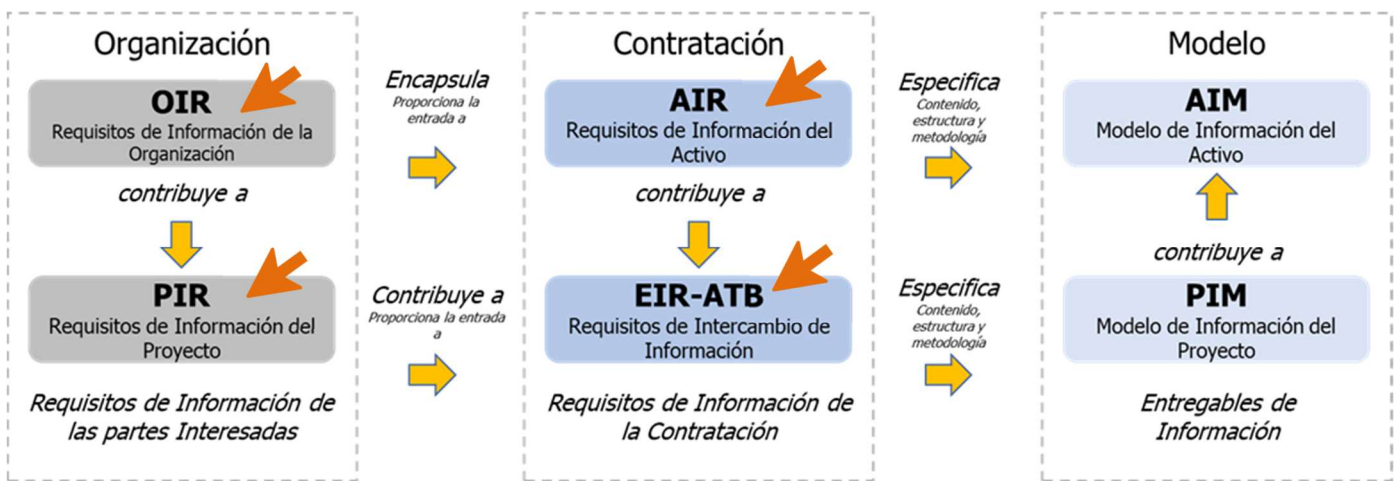 Organización
OIR
Requisitos de Información de la
Organización
contribuye a
PIR
Requisitos de Información del
Proyecto
Requisitos de Información de
las partes Interesadas
Encapsula
Proporciona la
entrada a
Contribuye a
Proporciona la entrada
a
Contratación
AIR
Requisitos de Información del
Activo
contribuye a
EIR-ATB
Requisitos de Intercambio de
Información
Requisitos de Información de
la Contratación
Especifica
Contenido,
estructura y
metodología
Especifica
Contenido,
estructura y
metodología
Modelo
AIM
Modelo de Información del
Activo
contribuye a
PIM
Modelo de Información del
Proyecto
Entregables de
Información